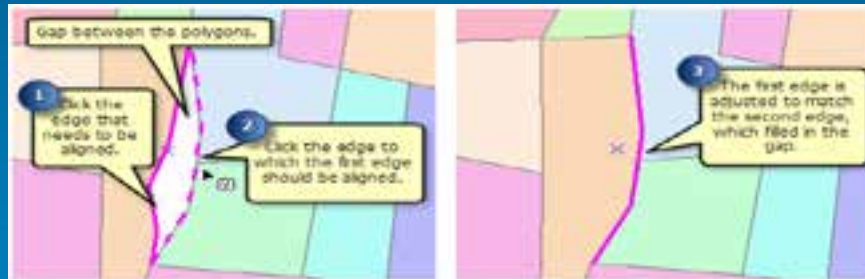 Gap between the polygons.
1
Click the
edge that
needs to be
aligned.
2
Click the edge to
which the first edge
should be aligned.
(2)
3
The first edge is
adjusted to match
the second edge,
which filled in the
gap.